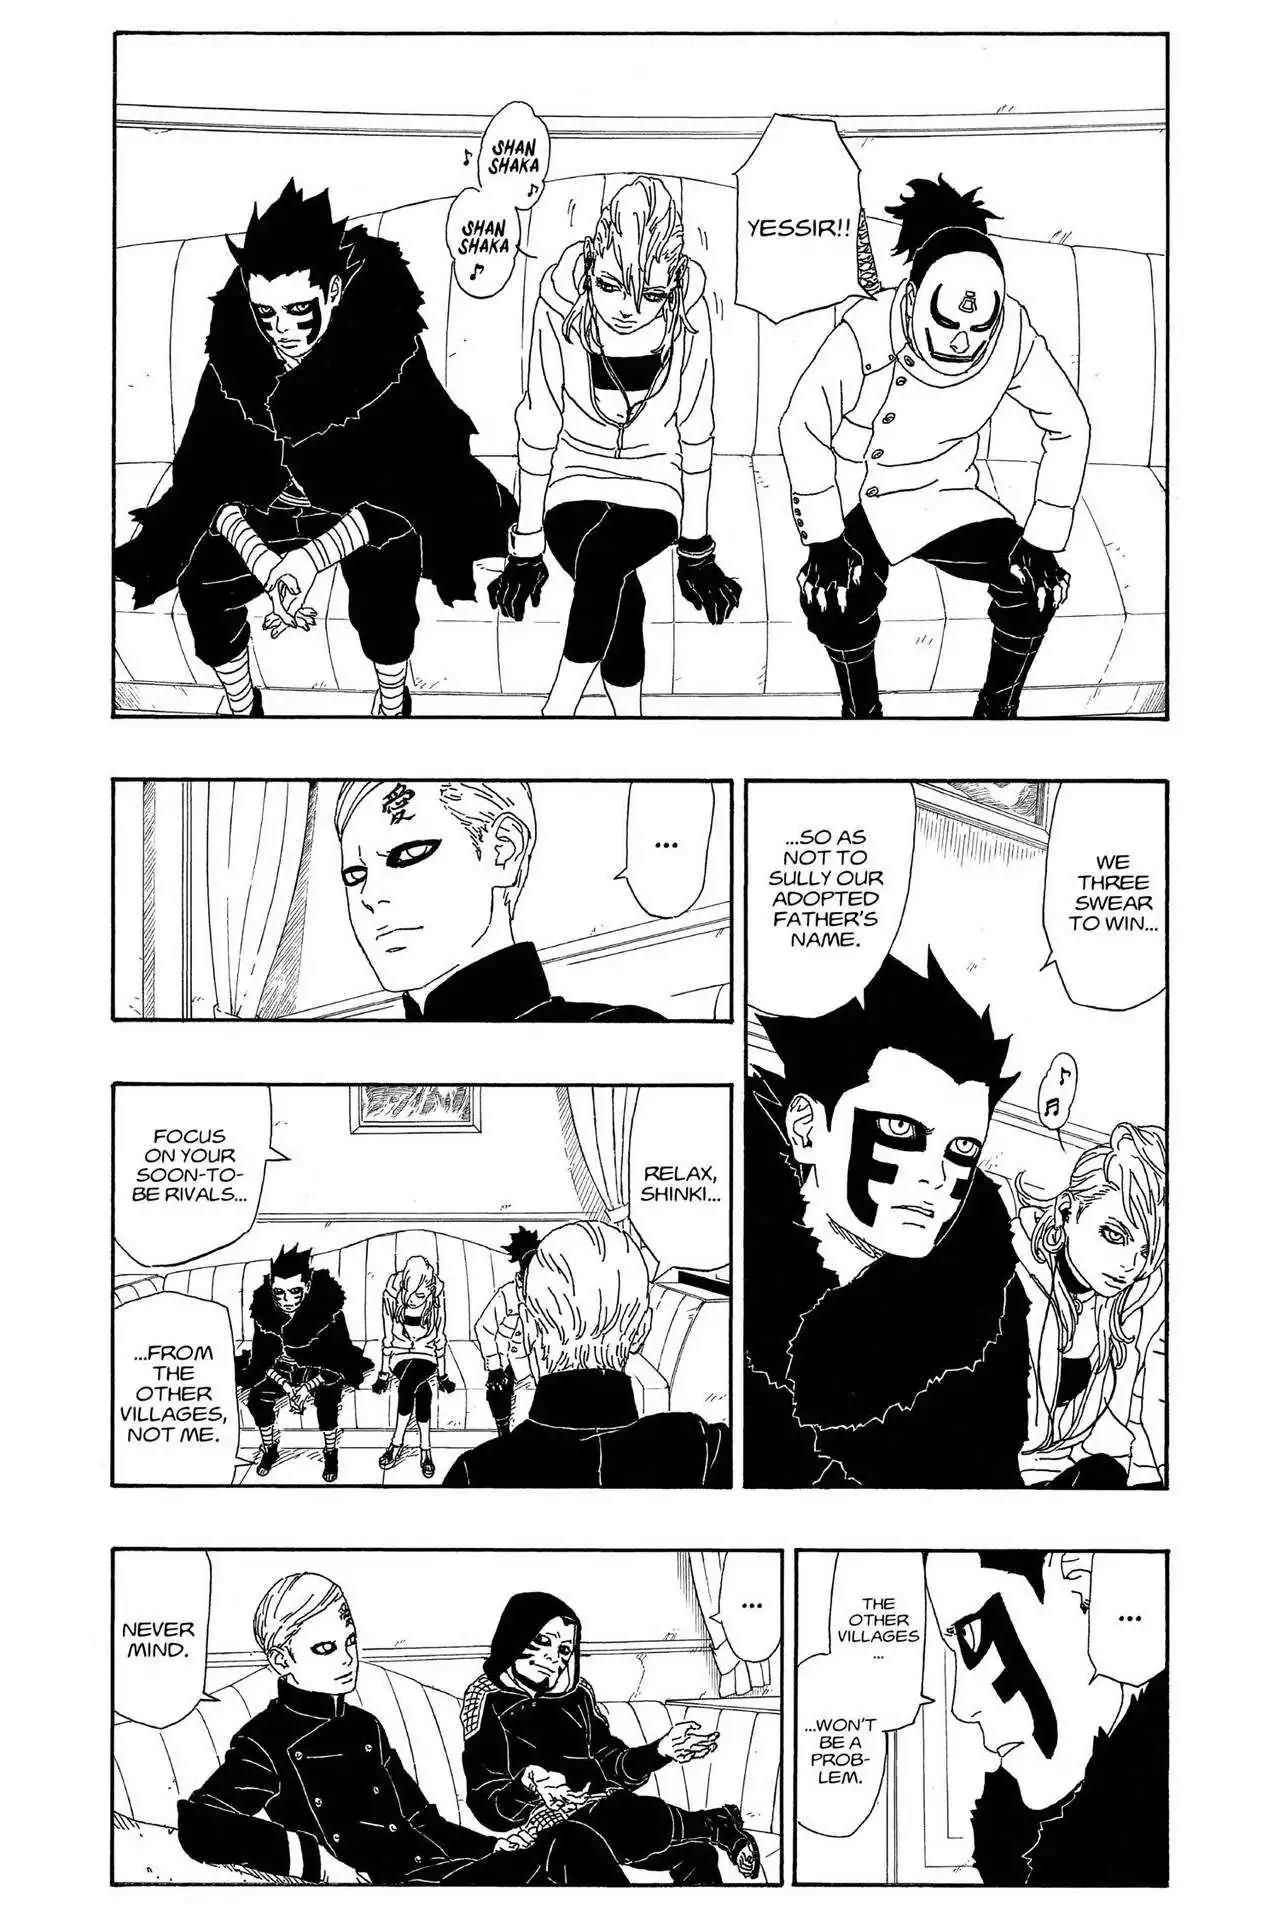 YESSIR!!
SHAN
SHAKA
SHAN
SHAKA
WE
THREE
SWEAR
TO WIN...
...SO AS
NOT TO
SULLY OUR
ADOPTED
FATHER'S
NAME.
...
愛
RELAX,
SHINKI...
FOCUS
ON YOUR
SOON-TO-
BE RIVALS...
...FROM
THE
OTHER
VILLAGES,
NOT ME.
...
THE
OTHER
VILLAGES
...
...WON'T
BE A
PROB-
LEM.
...
愛
NEVER
MIND.